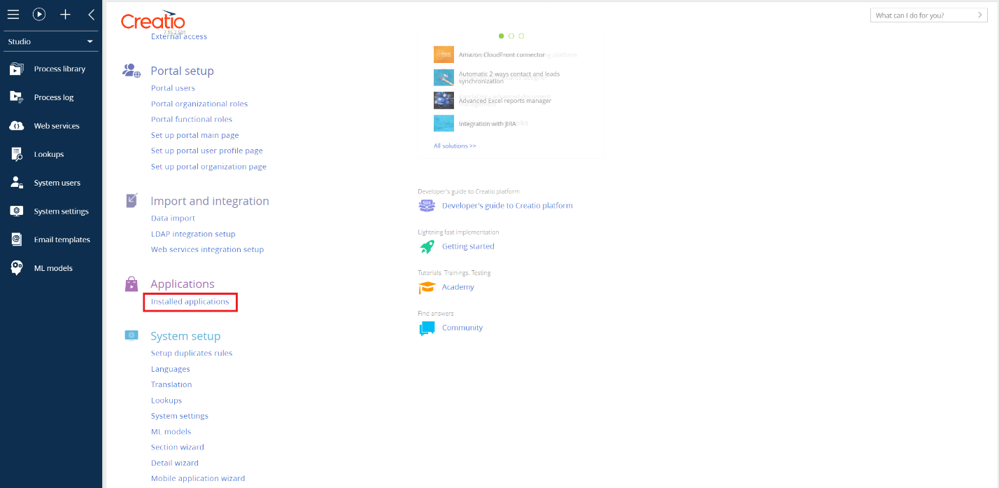 Studio
Process library
Process log
Web services
Lookups
System users
System settings
Email templates
ML models
Creatio
7.15.2.501
External access
Portal setup
Portal users
Portal organizational roles
Portal functional roles
Set up portal main page
Set up portal user profile page
Set up portal organization page
Import and integration
Data import
LDAP integration setup
Web services integration setup
Applications
Installed applications
System setup
Setup duplicates rules
Languages
Translation
Lookups
System settings
ML models
Section wizard
Detail wizard
Mobile application wizard
What can I do for you?
Amazon CloudFront connector
Automatic 2-ways contact and leads
synchronization
Advanced Excel reports manager
Integration with JIRA
All solutions >>
Developer's guide to Creatio platform
SDK
Developer's guide to Creatio platform
Lightning fast implementation
Getting started
Tutorials, Trainings, Testing
Academy
Find answers
Community